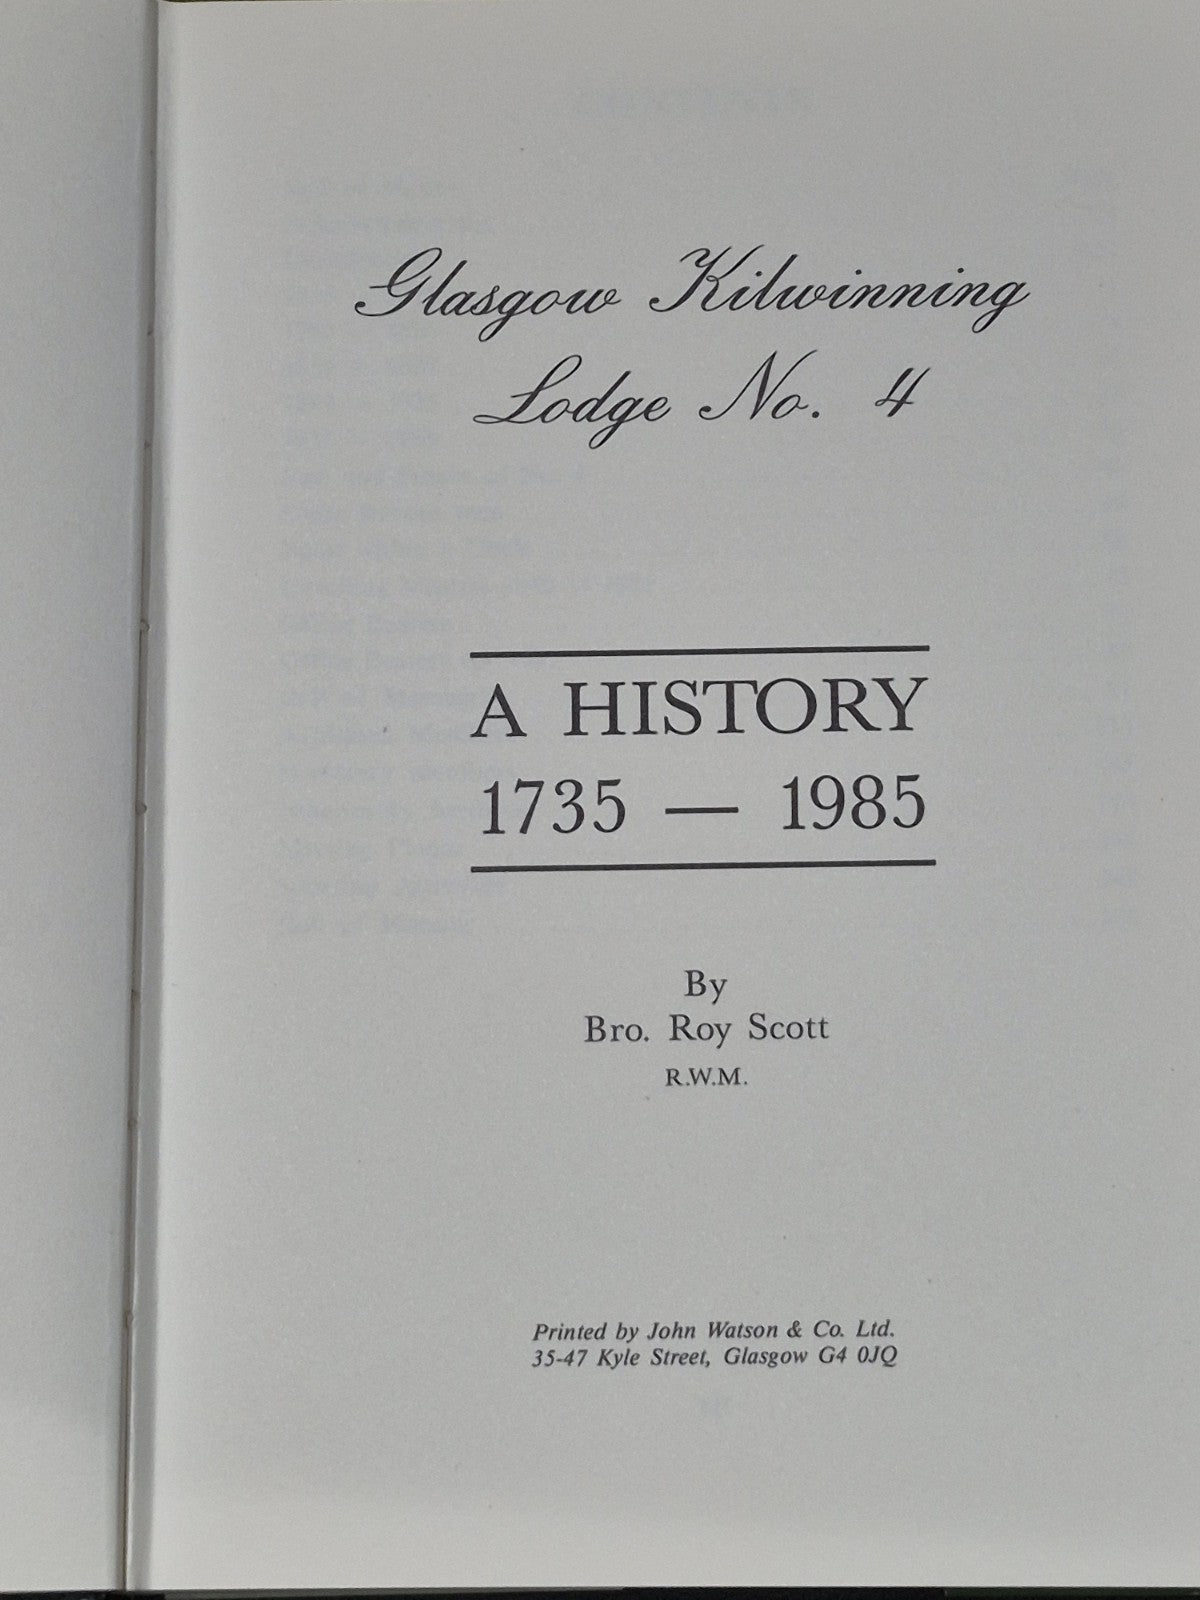 Glasgow Kilwinning
Lodge No. 4
A HISTORY
1735 — 1985
By
Bro. Roy Scott
R.W.M.
Printed by John Watson & Co. Ltd.
35-47 Kyle Street, Glasgow G4 0JQ